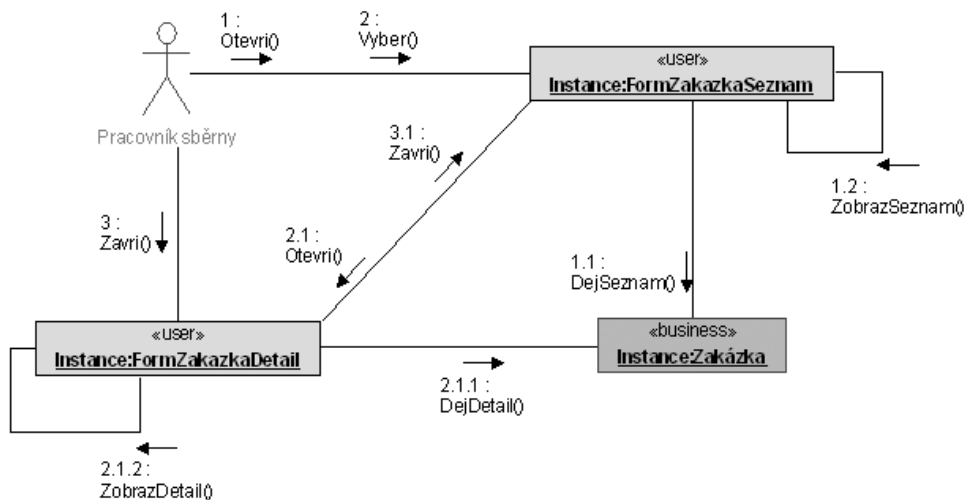 1 :
Otevri()
2 :
Vyber()
«user»
Instance:FormZakazkaSeznam
Pracovník sběrny
3.1 :
Zavri()
1.2 :
ZobrazSeznam()
3 :
Zavri()
2.1 :
Otevri()
1.1 :
DejSeznam()
«user»
Instance:FormZakazkaDetail
«business»
Instance:Zakázka
2.1.1 :
DejDetail()
2.1.2 :
ZobrazDetail()